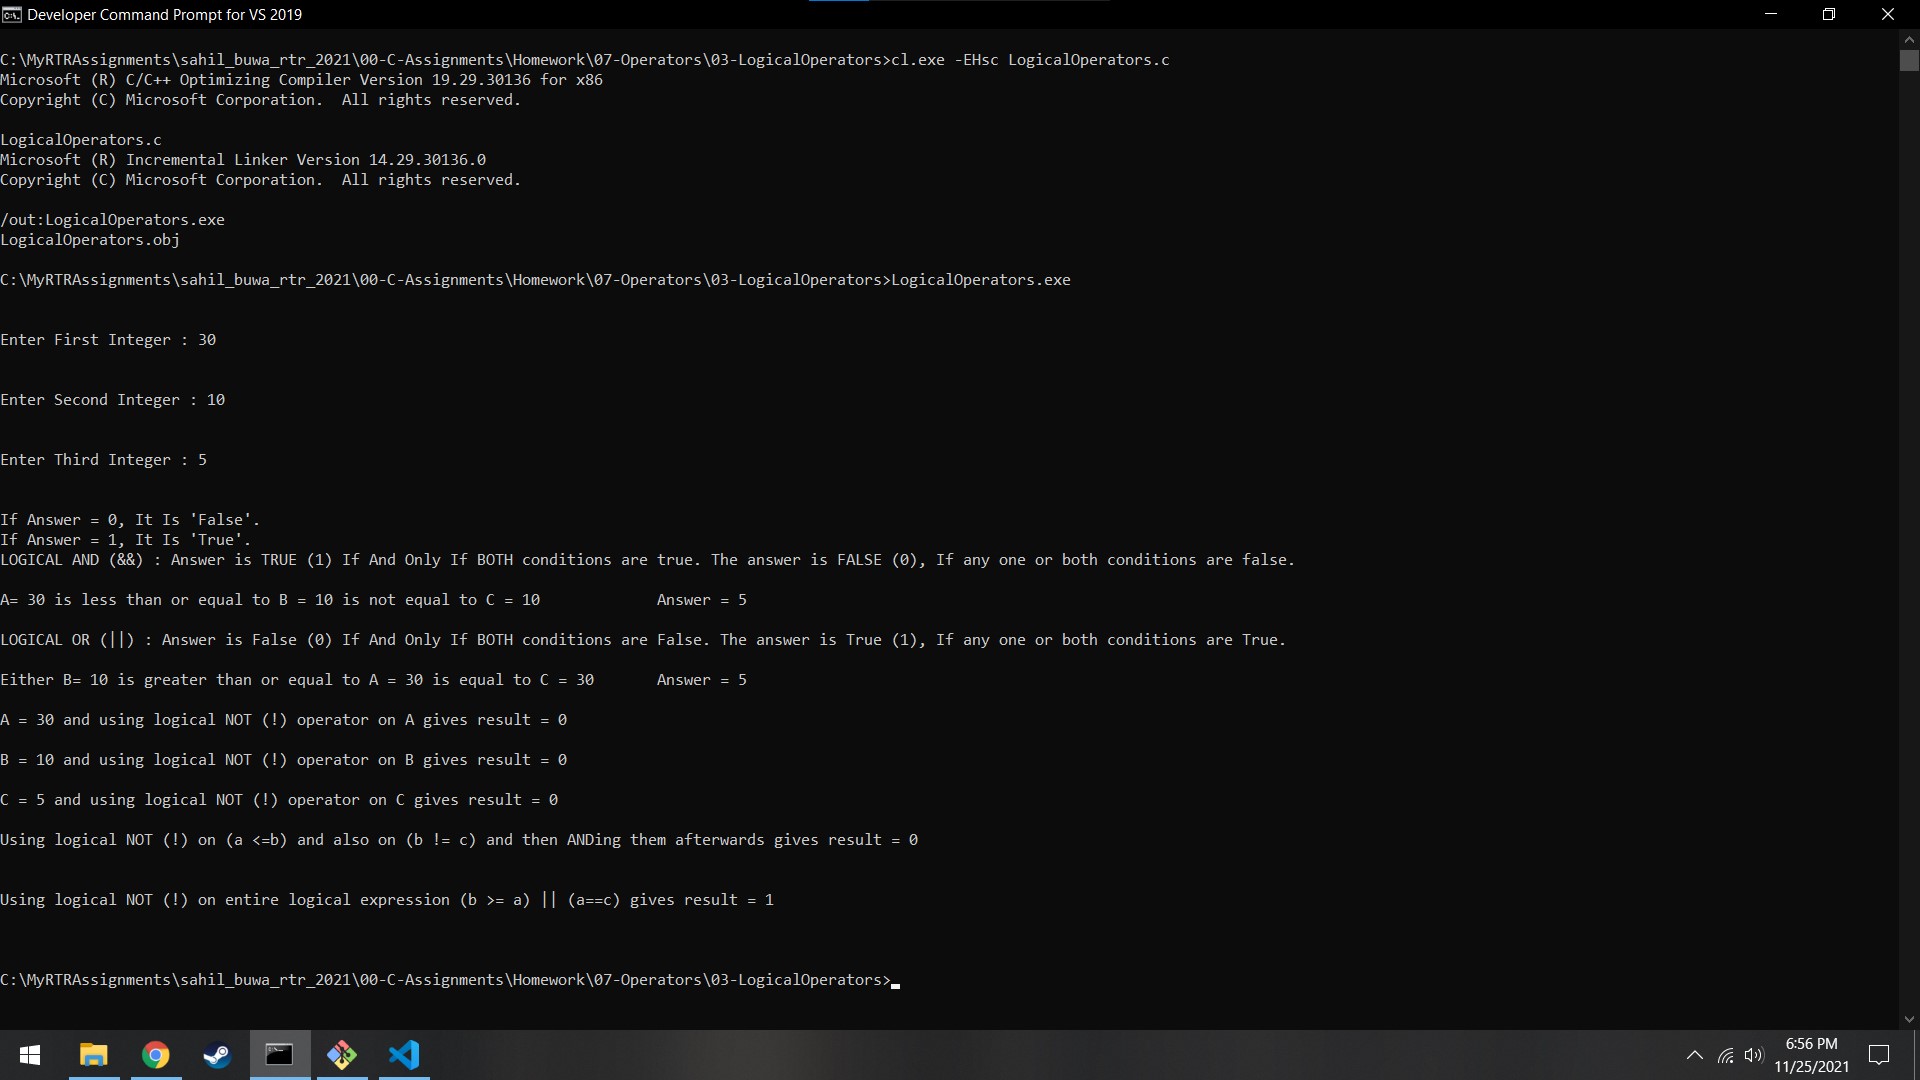 Developer Command Prompt for VS 2019
C:\MyRTRAssignments\sahil_buwa_rtr_2021\00-C-Assignments\Homework\07-Operators\03-LogicalOperators>cl.exe -EHsc LogicalOperators.c
Microsoft (R) C/C++ Optimizing Compiler Version 19.29.30136 for x86
Copyright (C) Microsoft Corporation.  All rights reserved.
LogicalOperators.c
Microsoft (R) Incremental Linker Version 14.29.30136.0
Copyright (C) Microsoft Corporation.  All rights reserved.
/out:LogicalOperators.exe
LogicalOperators.obj
C:\MyRTRAssignments\sahil_buwa_rtr_2021\00-C-Assignments\Homework\07-Operators\03-LogicalOperators>LogicalOperators.exe
Enter First Integer : 30
Enter Second Integer : 10
Enter Third Integer : 5
If Answer = 0, It Is 'False'.
If Answer = 1, It Is 'True'.
LOGICAL AND (&&) : Answer is TRUE (1) If And Only If BOTH conditions are true. The answer is FALSE (0), If any one or both conditions are false.
A= 30 is less than or equal to B = 10 is not equal to C = 10             Answer = 5
LOGICAL OR (||) : Answer is False (0) If And Only If BOTH conditions are False. The answer is True (1), If any one or both conditions are True.
Either B= 10 is greater than or equal to A = 30 is equal to C = 30       Answer = 5
A = 30 and using logical NOT (!) operator on A gives result = 0
B = 10 and using logical NOT (!) operator on B gives result = 0
C = 5 and using logical NOT (!) operator on C gives result = 0
Using logical NOT (!) on (a <=b) and also on (b != c) and then ANDing them afterwards gives result = 0
Using logical NOT (!) on entire logical expression (b >= a) || (a==c) gives result = 1
C:\MyRTRAssignments\sahil_buwa_rtr_2021\00-C-Assignments\Homework\07-Operators\03-LogicalOperators>
6:56 PM
11/25/2021